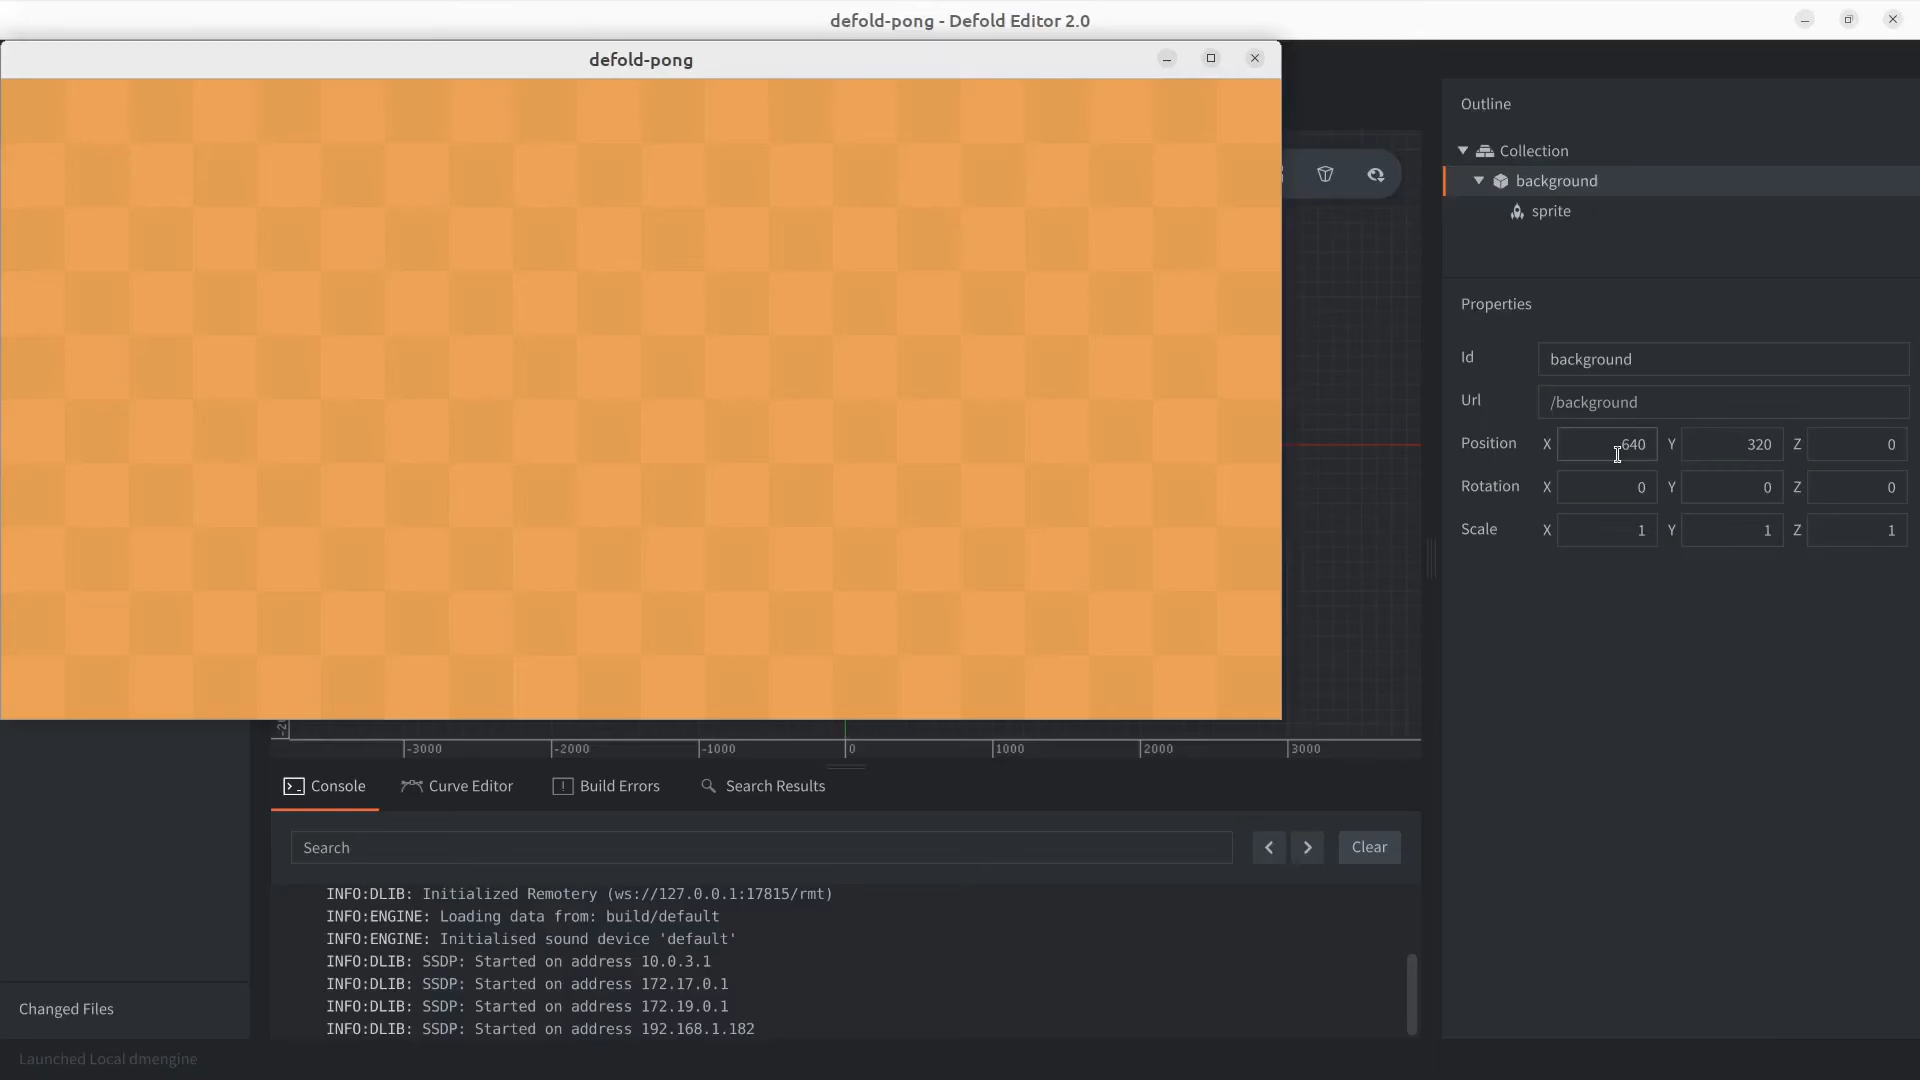 defold-pong - Defold Editor 2.0
defold-pong
Outline
Collection
background
sprite
Properties
Id background
Url /background
Position X 640 Y 320 Z 0
Rotation X 0 Y 0 Z 0
Scale X 1 Y 1 Z 1
-3000 -2000 -1000 0 1000 2000 3000
Console Curve Editor Build Errors Search Results
Search Clear
INFO:DLIB: Initialized Remotery (ws://127.0.0.1:17815/rmt)
INFO:ENGINE: Loading data from: build/default
INFO:ENGINE: Initialised sound device 'default'
INFO:DLIB: SSDP: Started on address 10.0.3.1
INFO:DLIB: SSDP: Started on address 172.17.0.1
INFO:DLIB: SSDP: Started on address 172.19.0.1
INFO:DLIB: SSDP: Started on address 192.168.1.182
Changed Files
Launched Local dmengine